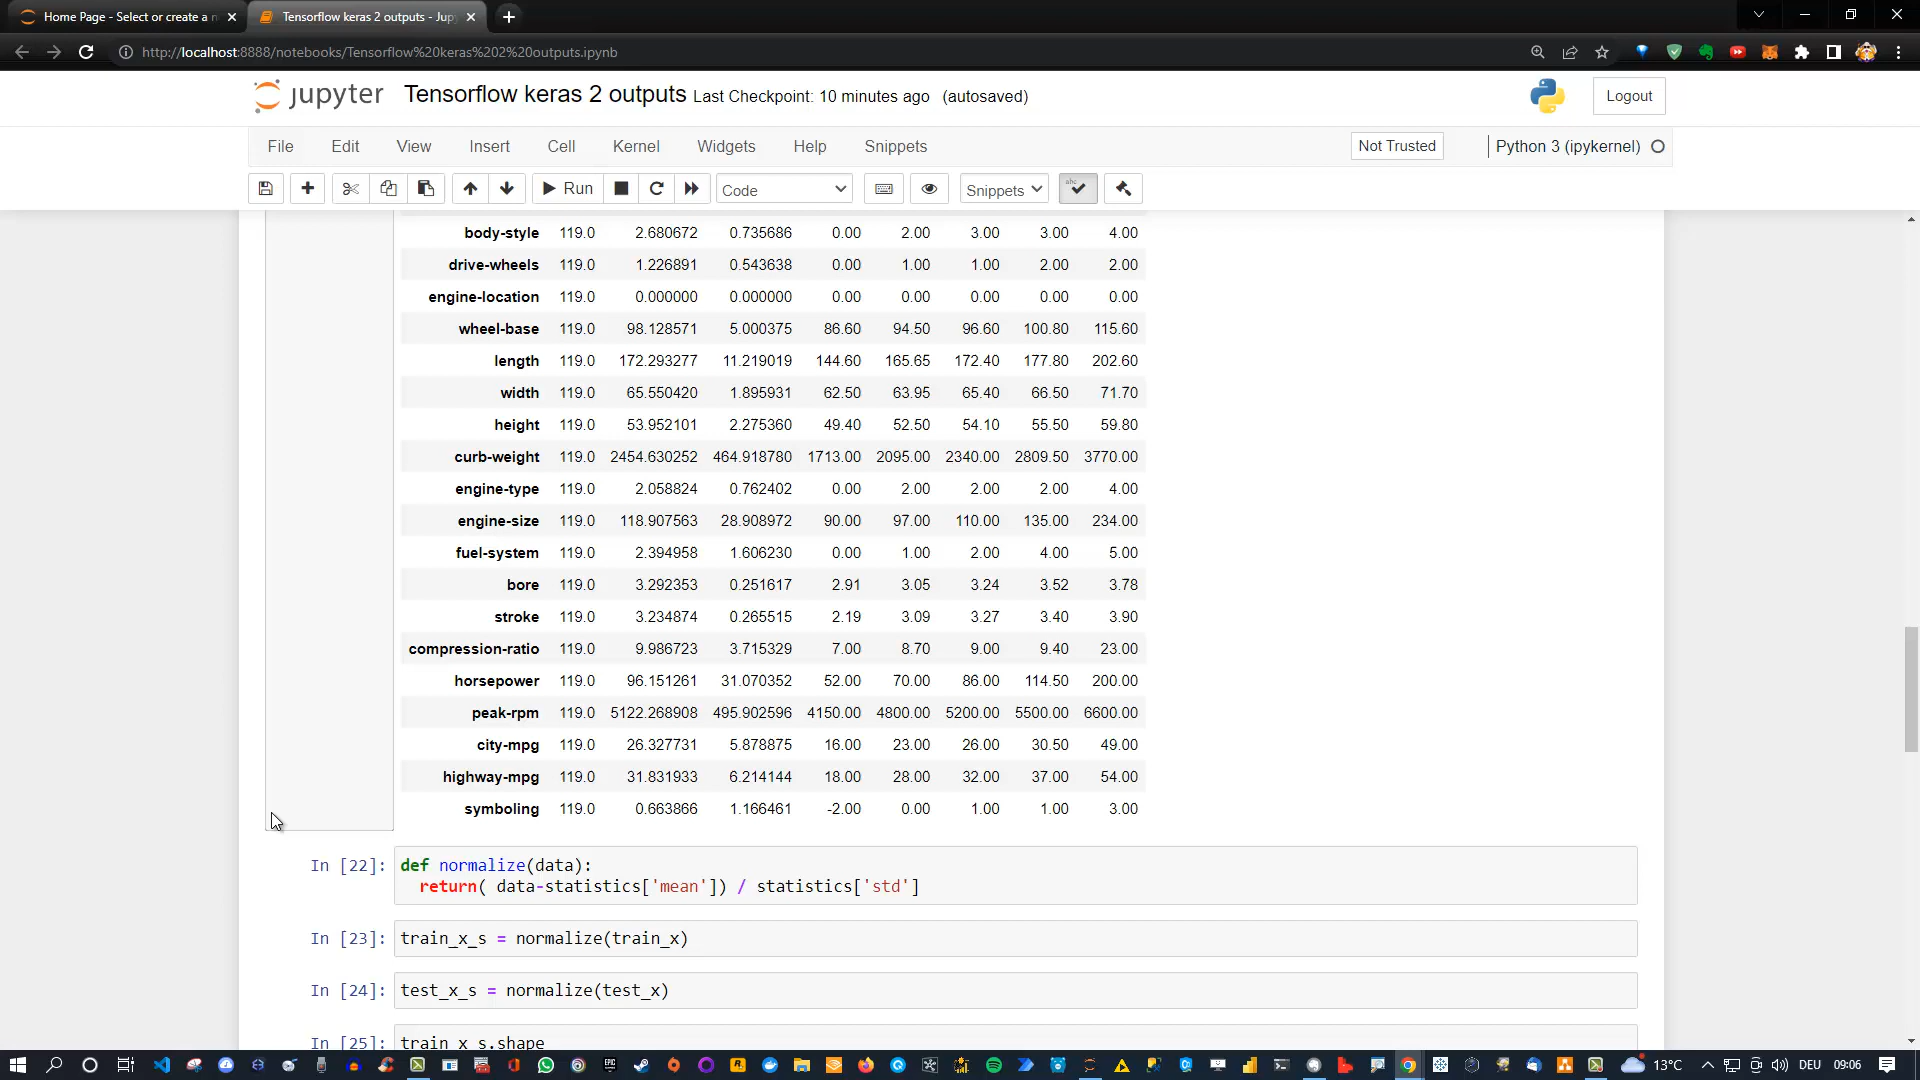 Home Page - Select or create a n
Tensorflow keras 2 outputs - Jup
http://localhost:8888/notebooks/Tensorflow%20keras%202%20outputs.ipynb
jupyter Tensorflow keras 2 outputs Last Checkpoint: 10 minutes ago (autosaved) Logout
File Edit View Insert Cell Kernel Widgets Help Snippets Not Trusted Python 3 (ipykernel)
Run Code Snippets
body-style 119.0 2.680672 0.735686 0.00 2.00 3.00 3.00 4.00
drive-wheels 119.0 1.226891 0.543638 0.00 1.00 1.00 2.00 2.00
engine-location 119.0 0.000000 0.000000 0.00 0.00 0.00 0.00 0.00
wheel-base 119.0 98.128571 5.000375 86.60 94.50 96.60 100.80 115.60
length 119.0 172.293277 11.219019 144.60 165.65 172.40 177.80 202.60
width 119.0 65.550420 1.895931 62.50 63.95 65.40 66.50 71.70
height 119.0 53.952101 2.275360 49.40 52.50 54.10 55.50 59.80
curb-weight 119.0 2454.630252 464.918780 1713.00 2095.00 2340.00 2809.50 3770.00
engine-type 119.0 2.058824 0.762402 0.00 2.00 2.00 2.00 4.00
engine-size 119.0 118.907563 28.908972 90.00 97.00 110.00 135.00 234.00
fuel-system 119.0 2.394958 1.606230 0.00 1.00 2.00 4.00 5.00
bore 119.0 3.292353 0.251617 2.91 3.05 3.24 3.52 3.78
stroke 119.0 3.234874 0.265515 2.19 3.09 3.27 3.40 3.90
compression-ratio 119.0 9.986723 3.715329 7.00 8.70 9.00 9.40 23.00
horsepower 119.0 96.151261 31.070352 52.00 70.00 86.00 114.50 200.00
peak-rpm 119.0 5122.268908 495.902596 4150.00 4800.00 5200.00 5500.00 6600.00
city-mpg 119.0 26.327731 5.878875 16.00 23.00 26.00 30.50 49.00
highway-mpg 119.0 31.831933 6.214144 18.00 28.00 32.00 37.00 54.00
symboling 119.0 0.663866 1.166461 -2.00 0.00 1.00 1.00 3.00
In [22]: def normalize(data):
return( data-statistics['mean']) / statistics['std']
In [23]: train_x_s = normalize(train_x)
In [24]: test_x_s = normalize(test_x)
In [25]: train_x_s.shape
13°C DEU 09:06